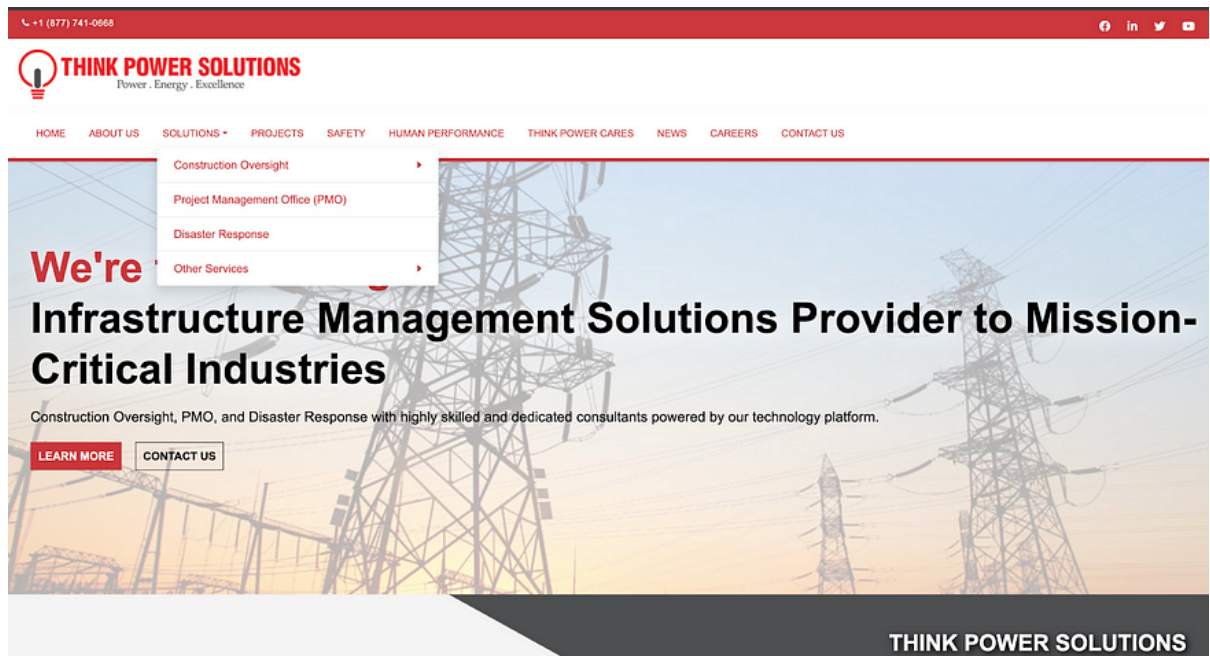 +1 (877) 741-0668
THINK POWER SOLUTIONS
Power . Energy . Excellence
HOME ABOUT US SOLUTIONS PROJECTS SAFETY HUMAN PERFORMANCE THINK POWER CARES NEWS CAREERS CONTACT US
Construction Oversight
Project Management Office (PMO)
Disaster Response
Other Services
We're
Infrastructure Management Solutions Provider to Mission-
Critical Industries
Construction Oversight, PMO, and Disaster Response with highly skilled and dedicated consultants powered by our technology platform.
LEARN MORE CONTACT US
THINK POWER SOLUTIONS